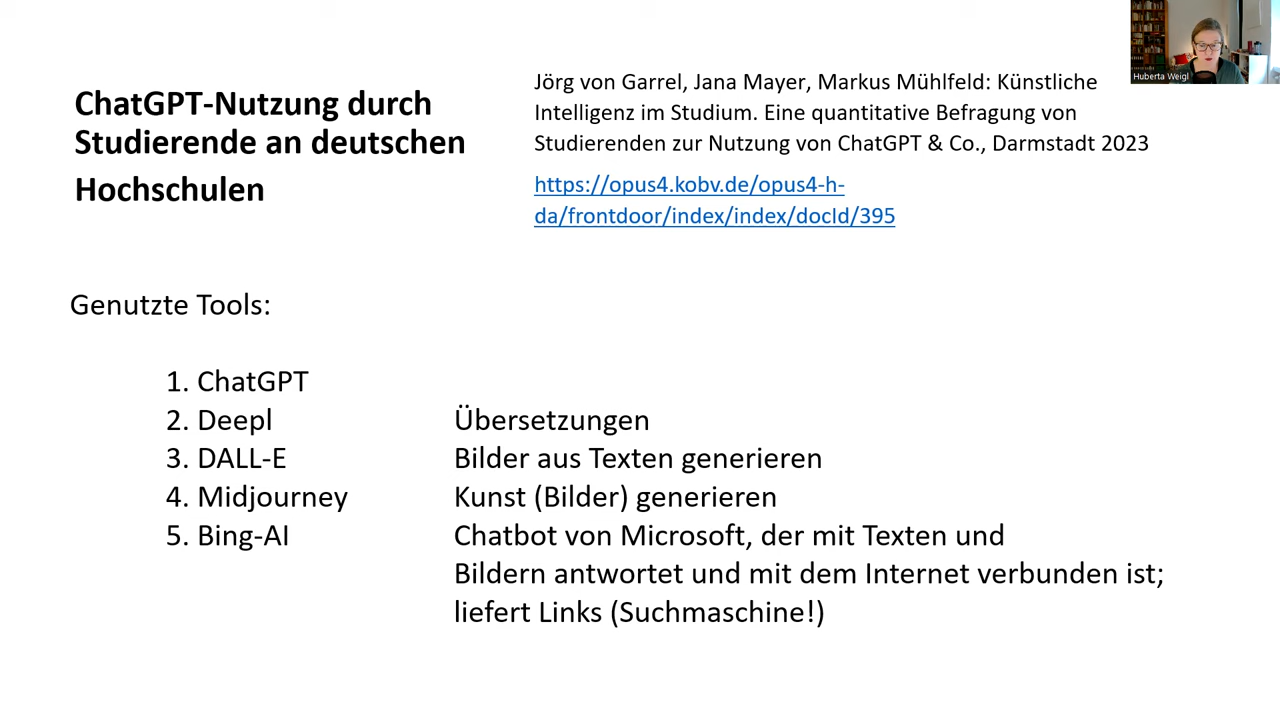 ChatGPT-Nutzung durch
Studierende an deutschen
Hochschulen
Jörg von Garrel, Jana Mayer, Markus Mühlfeld: Künstliche
Intelligenz im Studium. Eine quantitative Befragung von
Studierenden zur Nutzung von ChatGPT & Co., Darmstadt 2023
https://opus4.kobv.de/opus4-h-
da/frontdoor/index/index/docId/395
Huberta Weigl
Genutzte Tools:
1. ChatGPT
2. Deepl Übersetzungen
3. DALL-E Bilder aus Texten generieren
4. Midjourney Kunst (Bilder) generieren
5. Bing-AI Chatbot von Microsoft, der mit Texten und
Bildern antwortet und mit dem Internet verbunden ist;
liefert Links (Suchmaschine!)